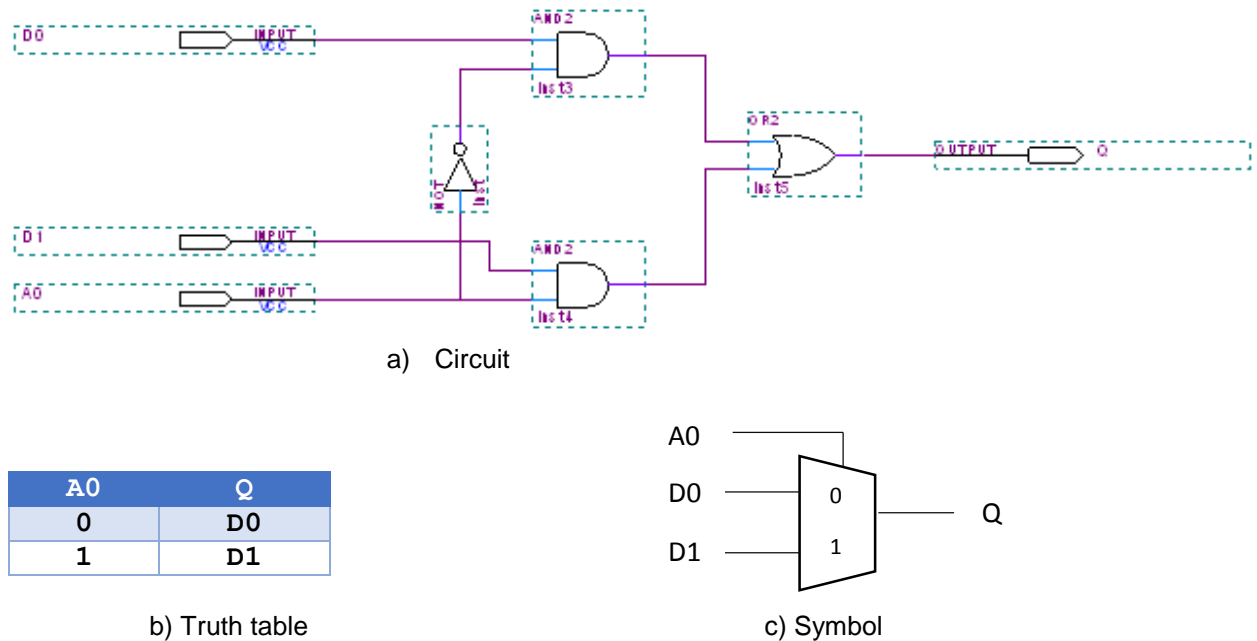 D0 INPUT VCC
AND2
Inst3
NOT Inst
OR2
Inst5
OUTPUT Q
D1 INPUT VCC
A0 INPUT VCC
AND2
Inst4
a) Circuit
A0 Q
0 D0
1 D1
b) Truth table
A0
D0 0
D1 1
Q
c) Symbol